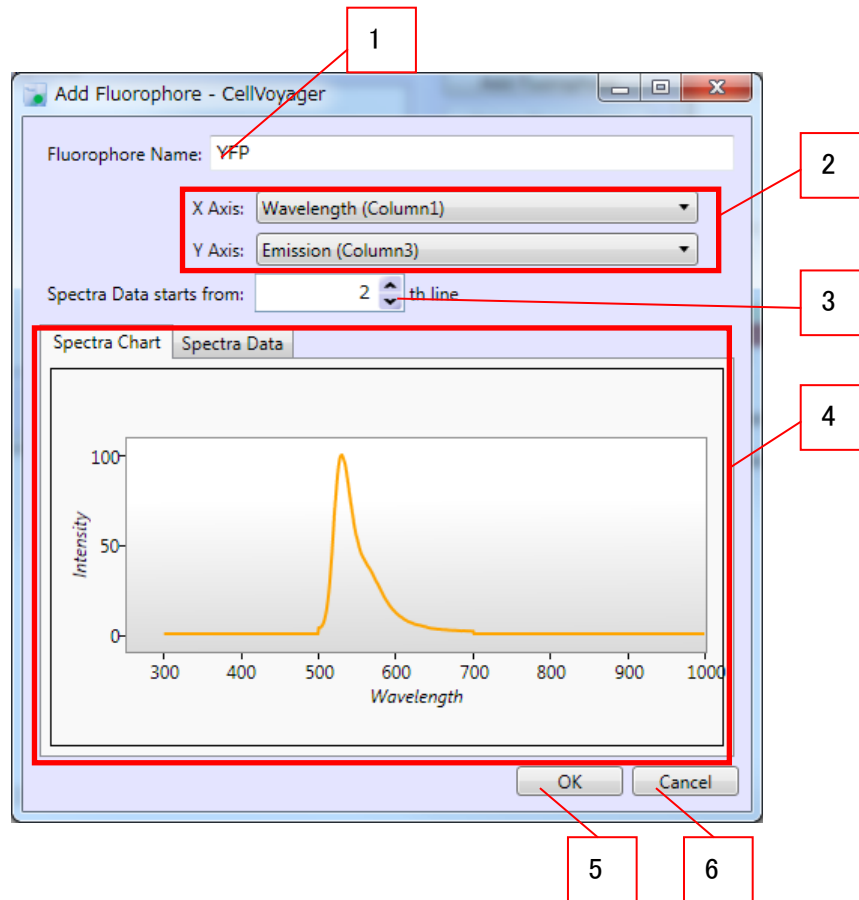 1
Add Fluorophore - CellVoyager
Fluorophore Name: YFP
2
X Axis: Wavelength (Column1)
Y Axis: Emission (Column3)
Spectra Data starts from: 2 th line
3
Spectra Chart Spectra Data
4
100
50
0
Intensity
300 400 500 600 700 800 900 1000
Wavelength
OK Cancel
5 6